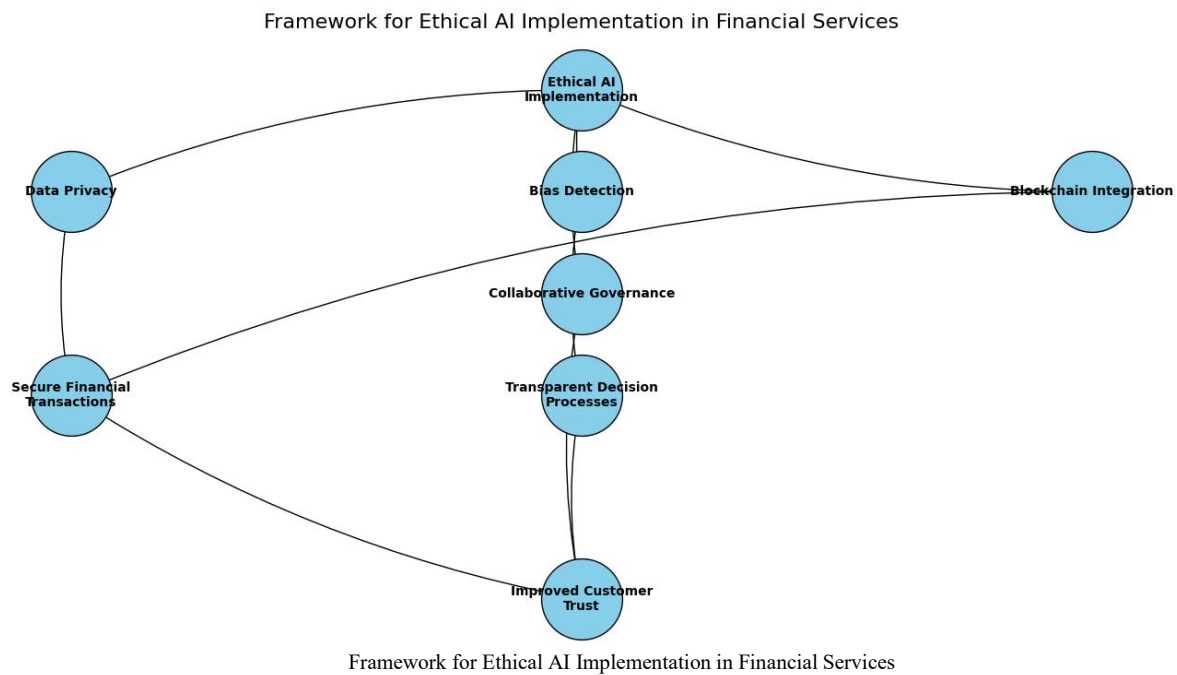 Framework for Ethical AI Implementation in Financial Services
Ethical AI
Implementation
Data Privacy
Bias Detection
Blockchain Integration
Collaborative Governance
Secure Financial
Transactions
Transparent Decision
Processes
Improved Customer
Trust
Framework for Ethical AI Implementation in Financial Services